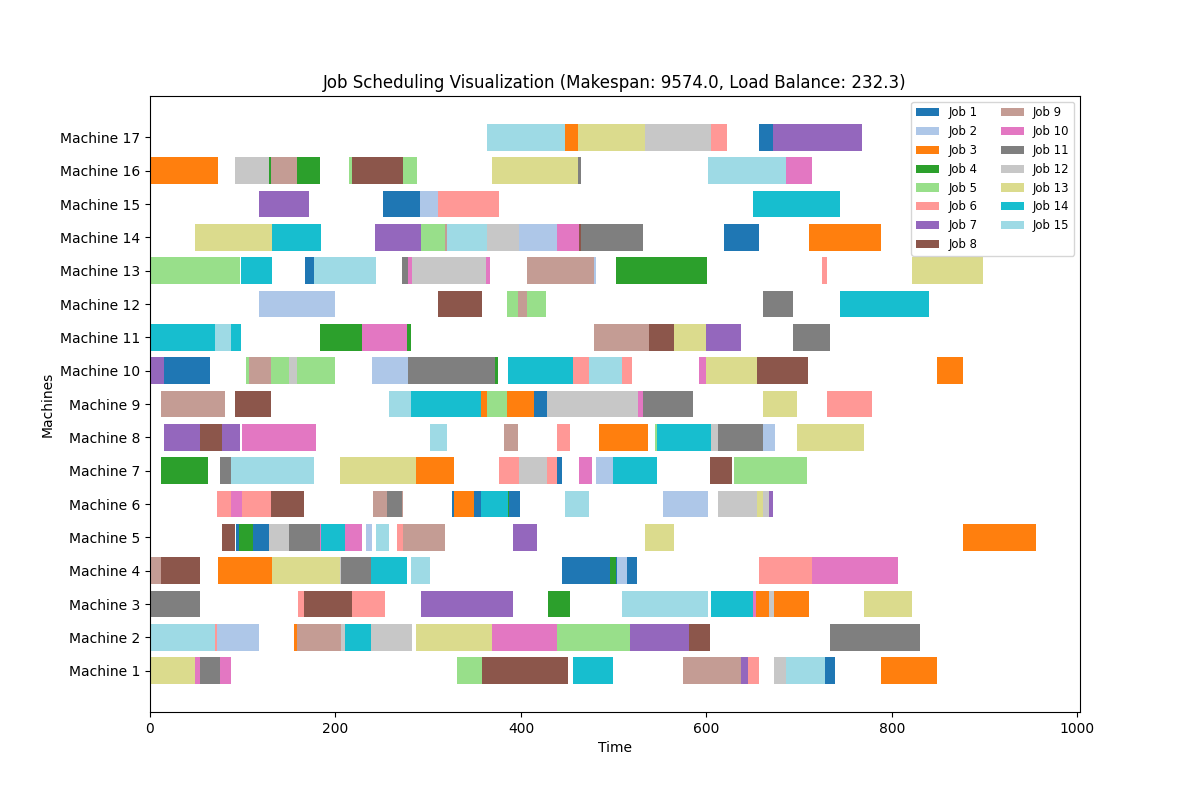 Job Scheduling Visualization (Makespan: 9574.0, Load Balance: 232.3)
Machine 17
Machine 16
Machine 15
Machine 14
Machine 13
Machine 12
Machine 11
Machine 10
Machine 9
Machine 8
Machine 7
Machine 6
Machine 5
Machine 4
Machine 3
Machine 2
Machine 1
Machines
0 200 400 600 800 1000
Time
Job 1 Job 9
Job 2 Job 10
Job 3 Job 11
Job 4 Job 12
Job 5 Job 13
Job 6 Job 14
Job 7 Job 15
Job 8